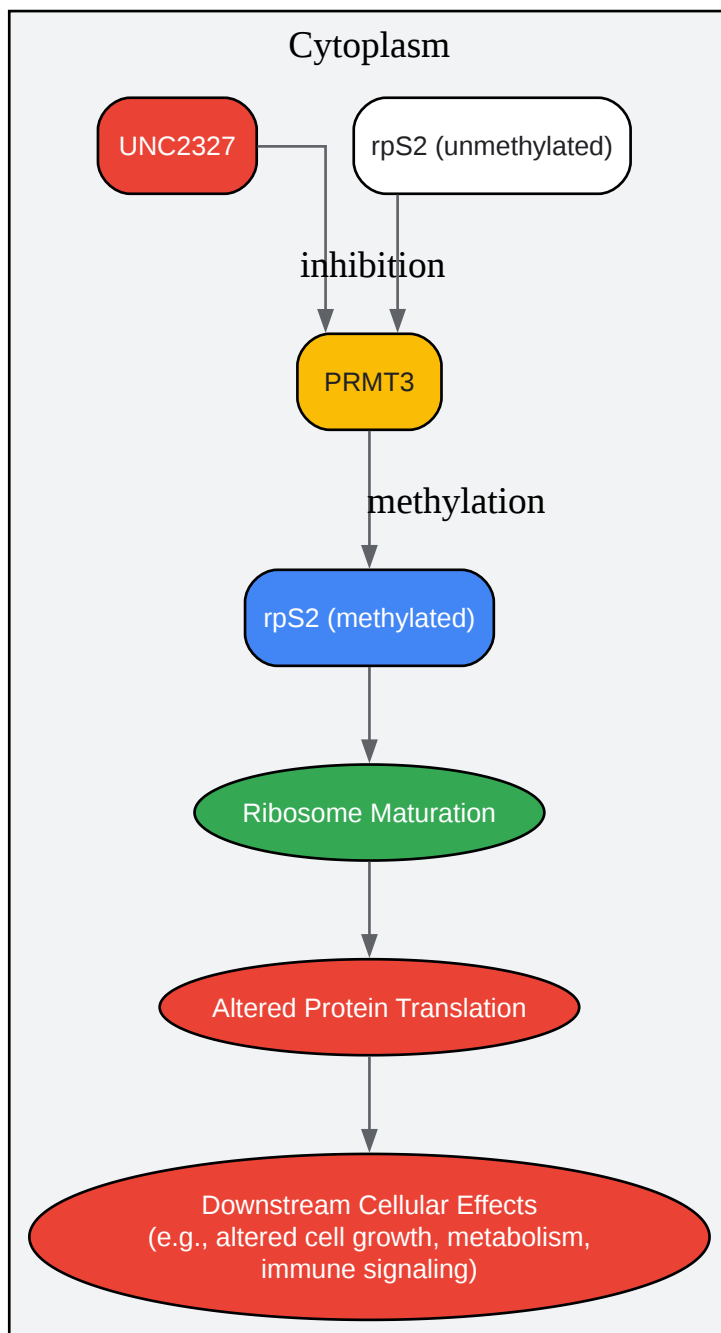 Cytoplasm
UNC2327
rpS2 (unmethylated)
inhibition
PRMT3
methylation
rpS2 (methylated)
Ribosome Maturation
Altered Protein Translation
Downstream Cellular Effects
(e.g., altered cell growth, metabolism,
immune signaling)